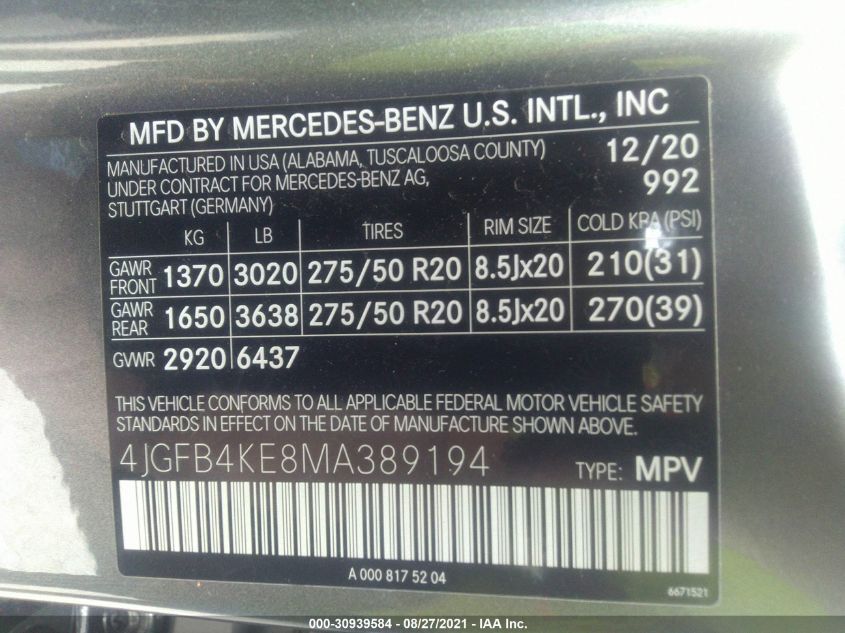 MFD BY MERCEDES-BENZ U.S. INTL., INC
MANUFACTURED IN USA (ALABAMA, TUSCALOOSA COUNTY) 12/20
UNDER CONTRACT FOR MERCEDES-BENZ AG, 992
STUTTGART (GERMANY)
KG LB TIRES RIM SIZE COLD KPA (PSI)
GAWR FRONT 1370 3020 275/50 R20 8.5Jx20 210(31)
GAWR REAR 1650 3638 275/50 R20 8.5Jx20 270(39)
GVWR 2920 6437
THIS VEHICLE CONFORMS TO ALL APPLICABLE FEDERAL MOTOR VEHICLE SAFETY
STANDARDS IN EFFECT ON THE DATE OF MANUFACTURE SHOWN ABOVE.
4JGFB4KE8MA389194 TYPE: MPV
A 000 817 52 04
6671521
000-30939584 - 08/27/2021 - IAA Inc.